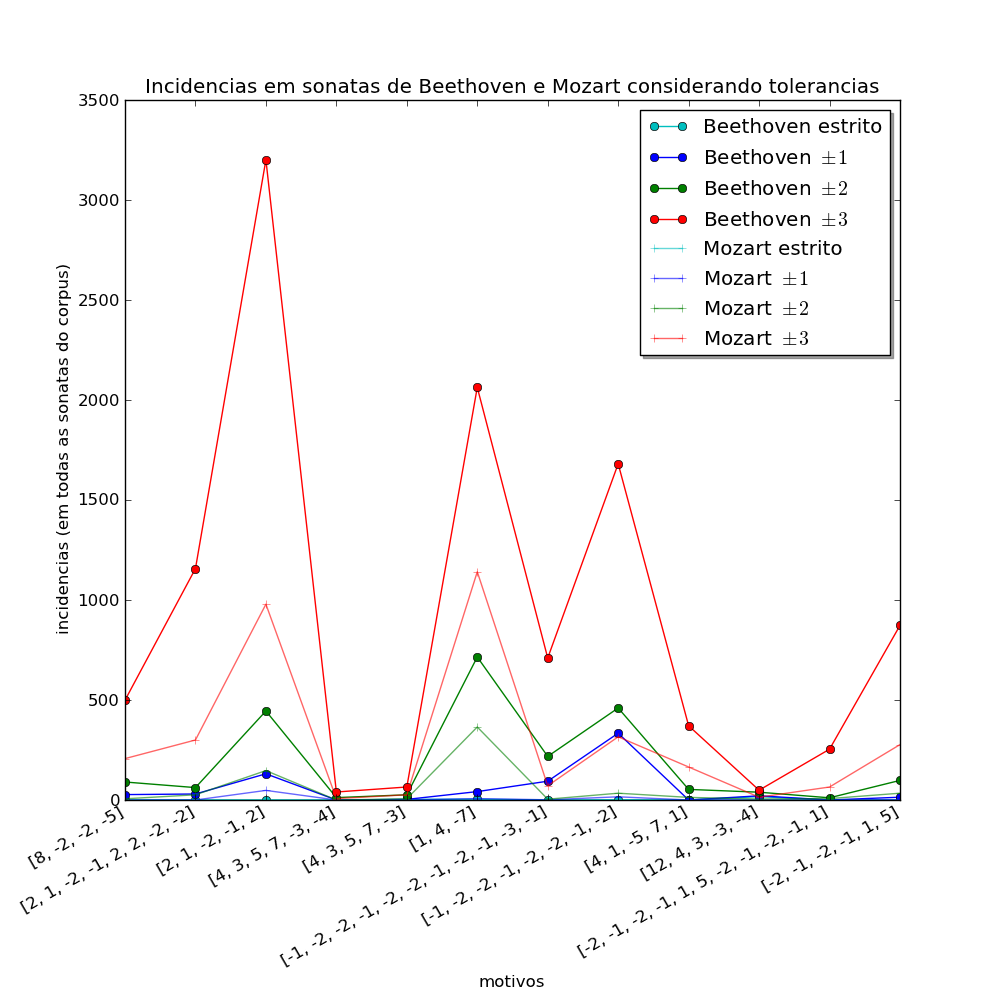 Incidencias em sonatas de Beethoven e Mozart considerando tolerancias
3500
3000
2500
2000
1500
1000
500
0
incidencias (em todas as sonatas do corpus)
Beethoven estrito
Beethoven ±1
Beethoven ±2
Beethoven ±3
Mozart estrito
Mozart ±1
Mozart ±2
Mozart ±3
[8, -2, -2, -5]
[2, 1, -2, -1, 2, 2, -2, -2]
[2, 1, -2, -1, 2]
[4, 3, 5, 7, -3, -4]
[4, 3, 5, 7, -3]
[1, 4, -7]
[-1, -2, -2, -1, -2, -2, -1, -2, -1, -3, -1]
[-1, -2, -2, -1, -2, -2, -1, -2]
[4, 1, -5, 7, 1]
[12, 4, 3, -3, -4]
[-2, -1, -2, -1, 1, 5, -2, -1, -2, -1, 1]
[-2, -1, -2, -1, 1, 5]
motivos